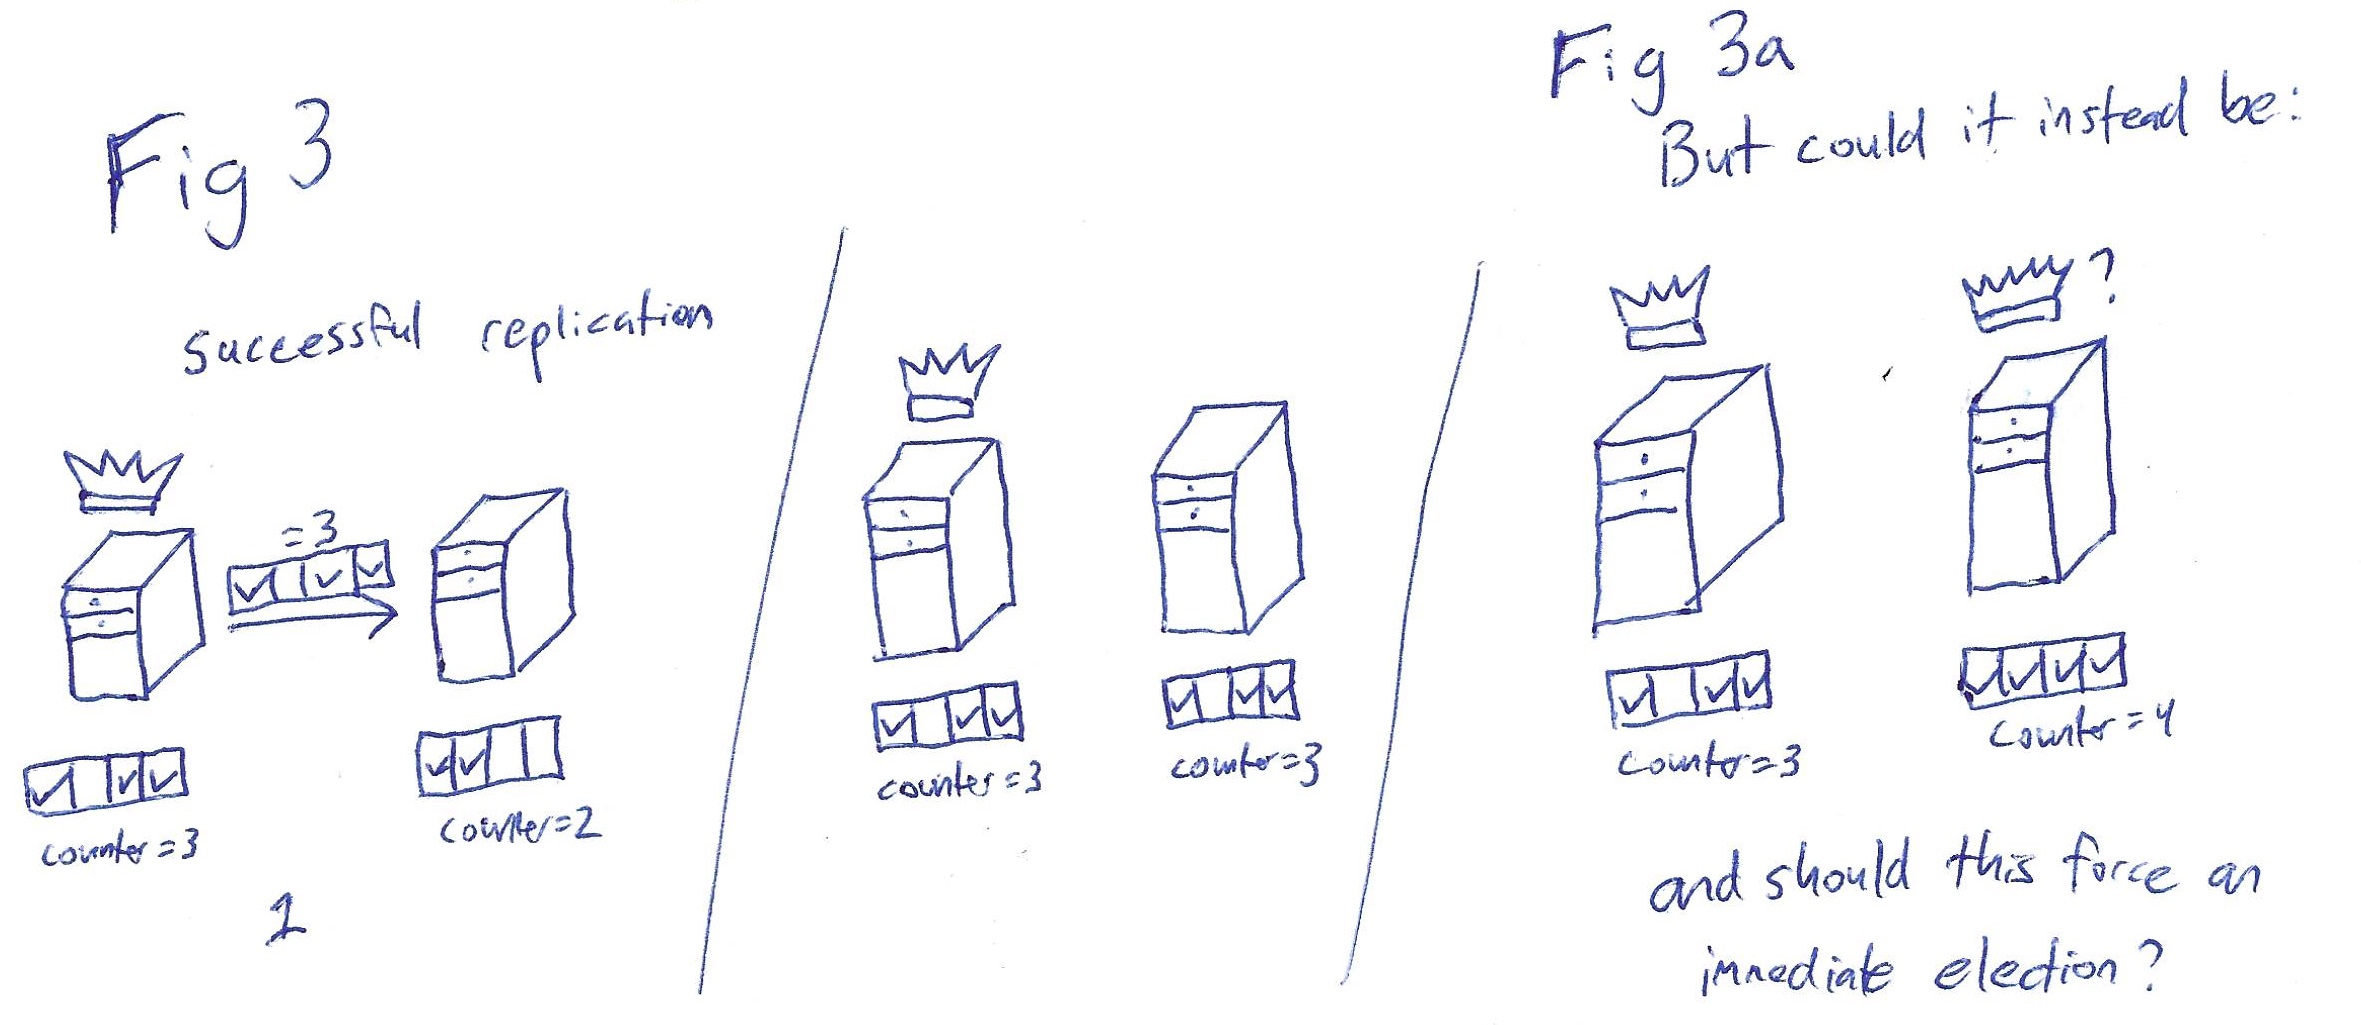 Fig 3
successful replication
=3
counter=3
counter=2
1
counter=3
counter=3
Fig 3a
But could it instead be:
?
counter=3
counter=4
and should this force an
immediate election?